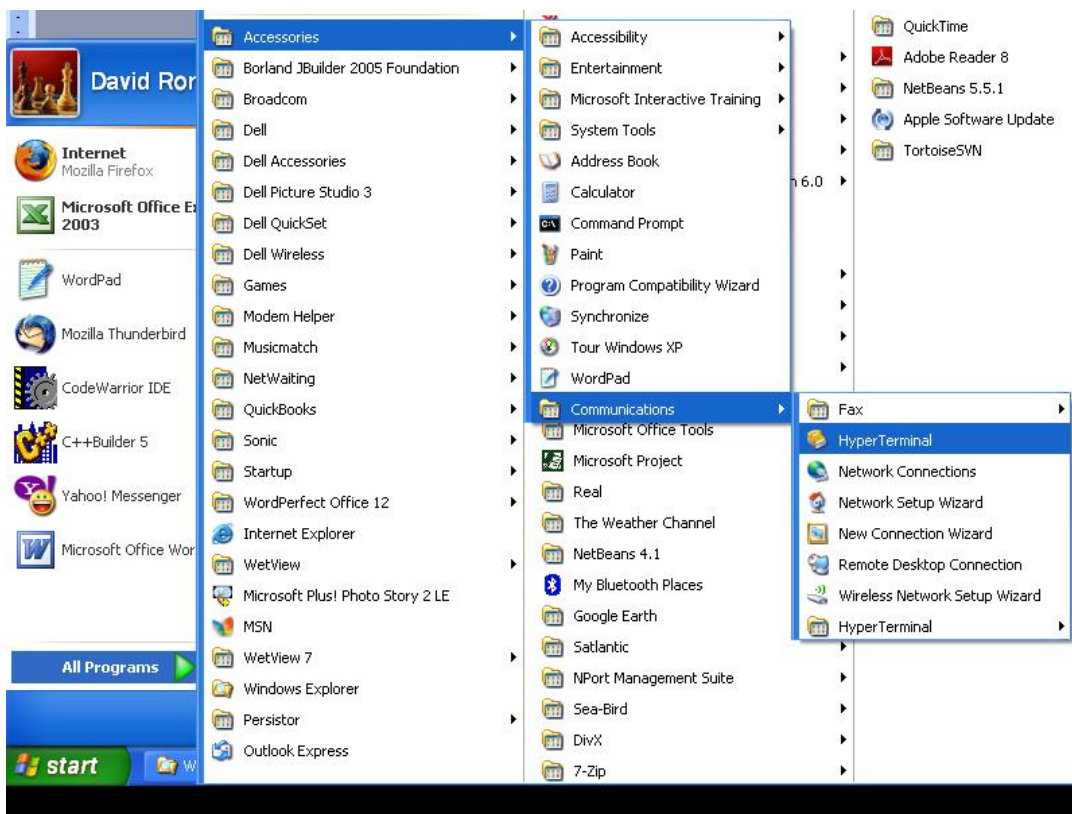 David Ror
Internet
Mozilla Firefox
Microsoft Office E
2003
WordPad
Mozilla Thunderbird
CodeWarrior IDE
C++Builder 5
Yahoo! Messenger
Microsoft Office Wor
All Programs
start
W
Accessories
Borland JBuilder 2005 Foundation
Broadcom
Dell
Dell Accessories
Dell Picture Studio 3
Dell QuickSet
Dell Wireless
Games
Modem Helper
Musicmatch
NetWaiting
QuickBooks
Sonic
Startup
WordPerfect Office 12
Internet Explorer
WetView
Microsoft Plus! Photo Story 2 LE
MSN
WetView 7
Windows Explorer
Persistor
Outlook Express
Accessibility
Entertainment
Microsoft Interactive Training
System Tools
Address Book
Calculator
Command Prompt
Paint
Program Compatibility Wizard
Synchronize
Tour Windows XP
WordPad
Communications
Microsoft Office Tools
Microsoft Project
Real
The Weather Channel
NetBeans 4.1
My Bluetooth Places
Google Earth
Satlantic
NPort Management Suite
Sea-Bird
DivX
7-Zip
6.0
Fax
HyperTerminal
Network Connections
Network Setup Wizard
New Connection Wizard
Remote Desktop Connection
Wireless Network Setup Wizard
HyperTerminal
QuickTime
Adobe Reader 8
NetBeans 5.5.1
Apple Software Update
TortoiseSVN